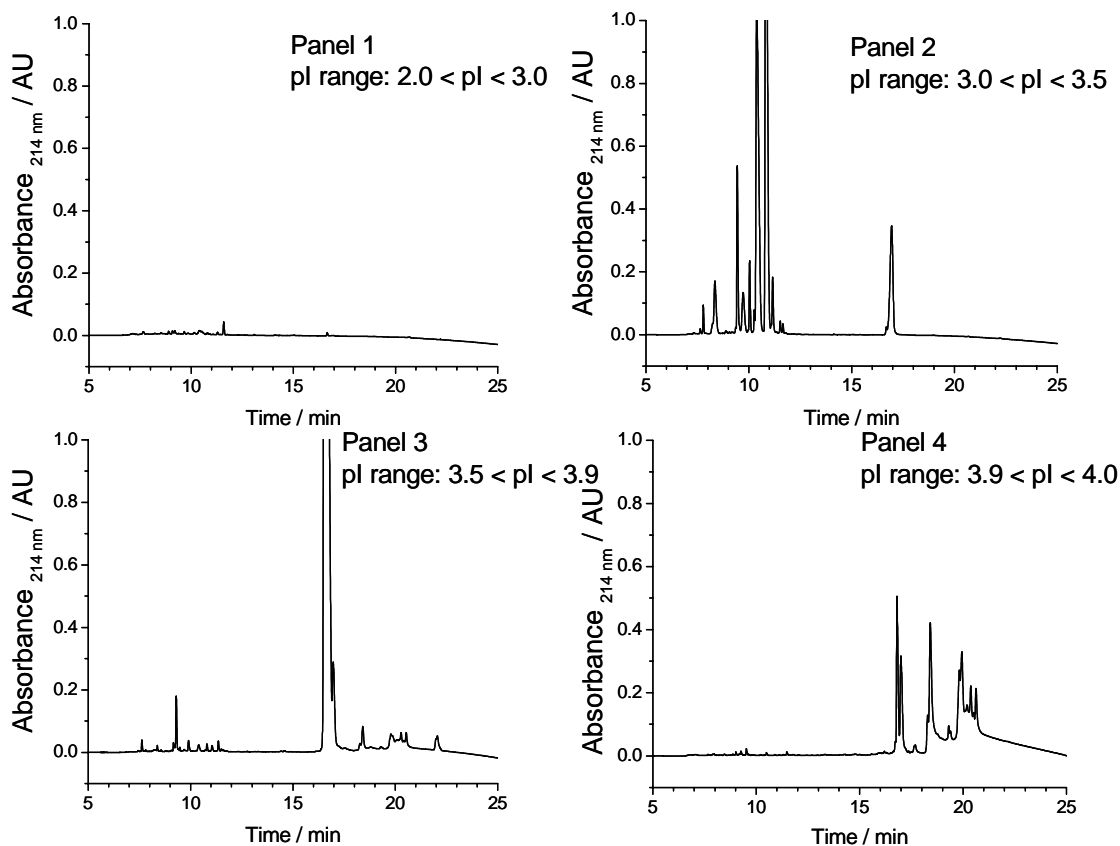 Panel 1
pI range: 2.0 < pI < 3.0
Absorbance 214 nm / AU
1.0
0.8
0.6
0.4
0.2
0.0
5 10 15 20 25
Time / min
Panel 2
pI range: 3.0 < pI < 3.5
Absorbance 214 nm / AU
1.0
0.8
0.6
0.4
0.2
0.0
5 10 15 20 25
Time / min
Panel 3
pI range: 3.5 < pI < 3.9
Absorbance 214 nm / AU
1.0
0.8
0.6
0.4
0.2
0.0
5 10 15 20 25
Time / min
Panel 4
pI range: 3.9 < pI < 4.0
Absorbance 214 nm / AU
1.0
0.8
0.6
0.4
0.2
0.0
5 10 15 20 25
Time / min